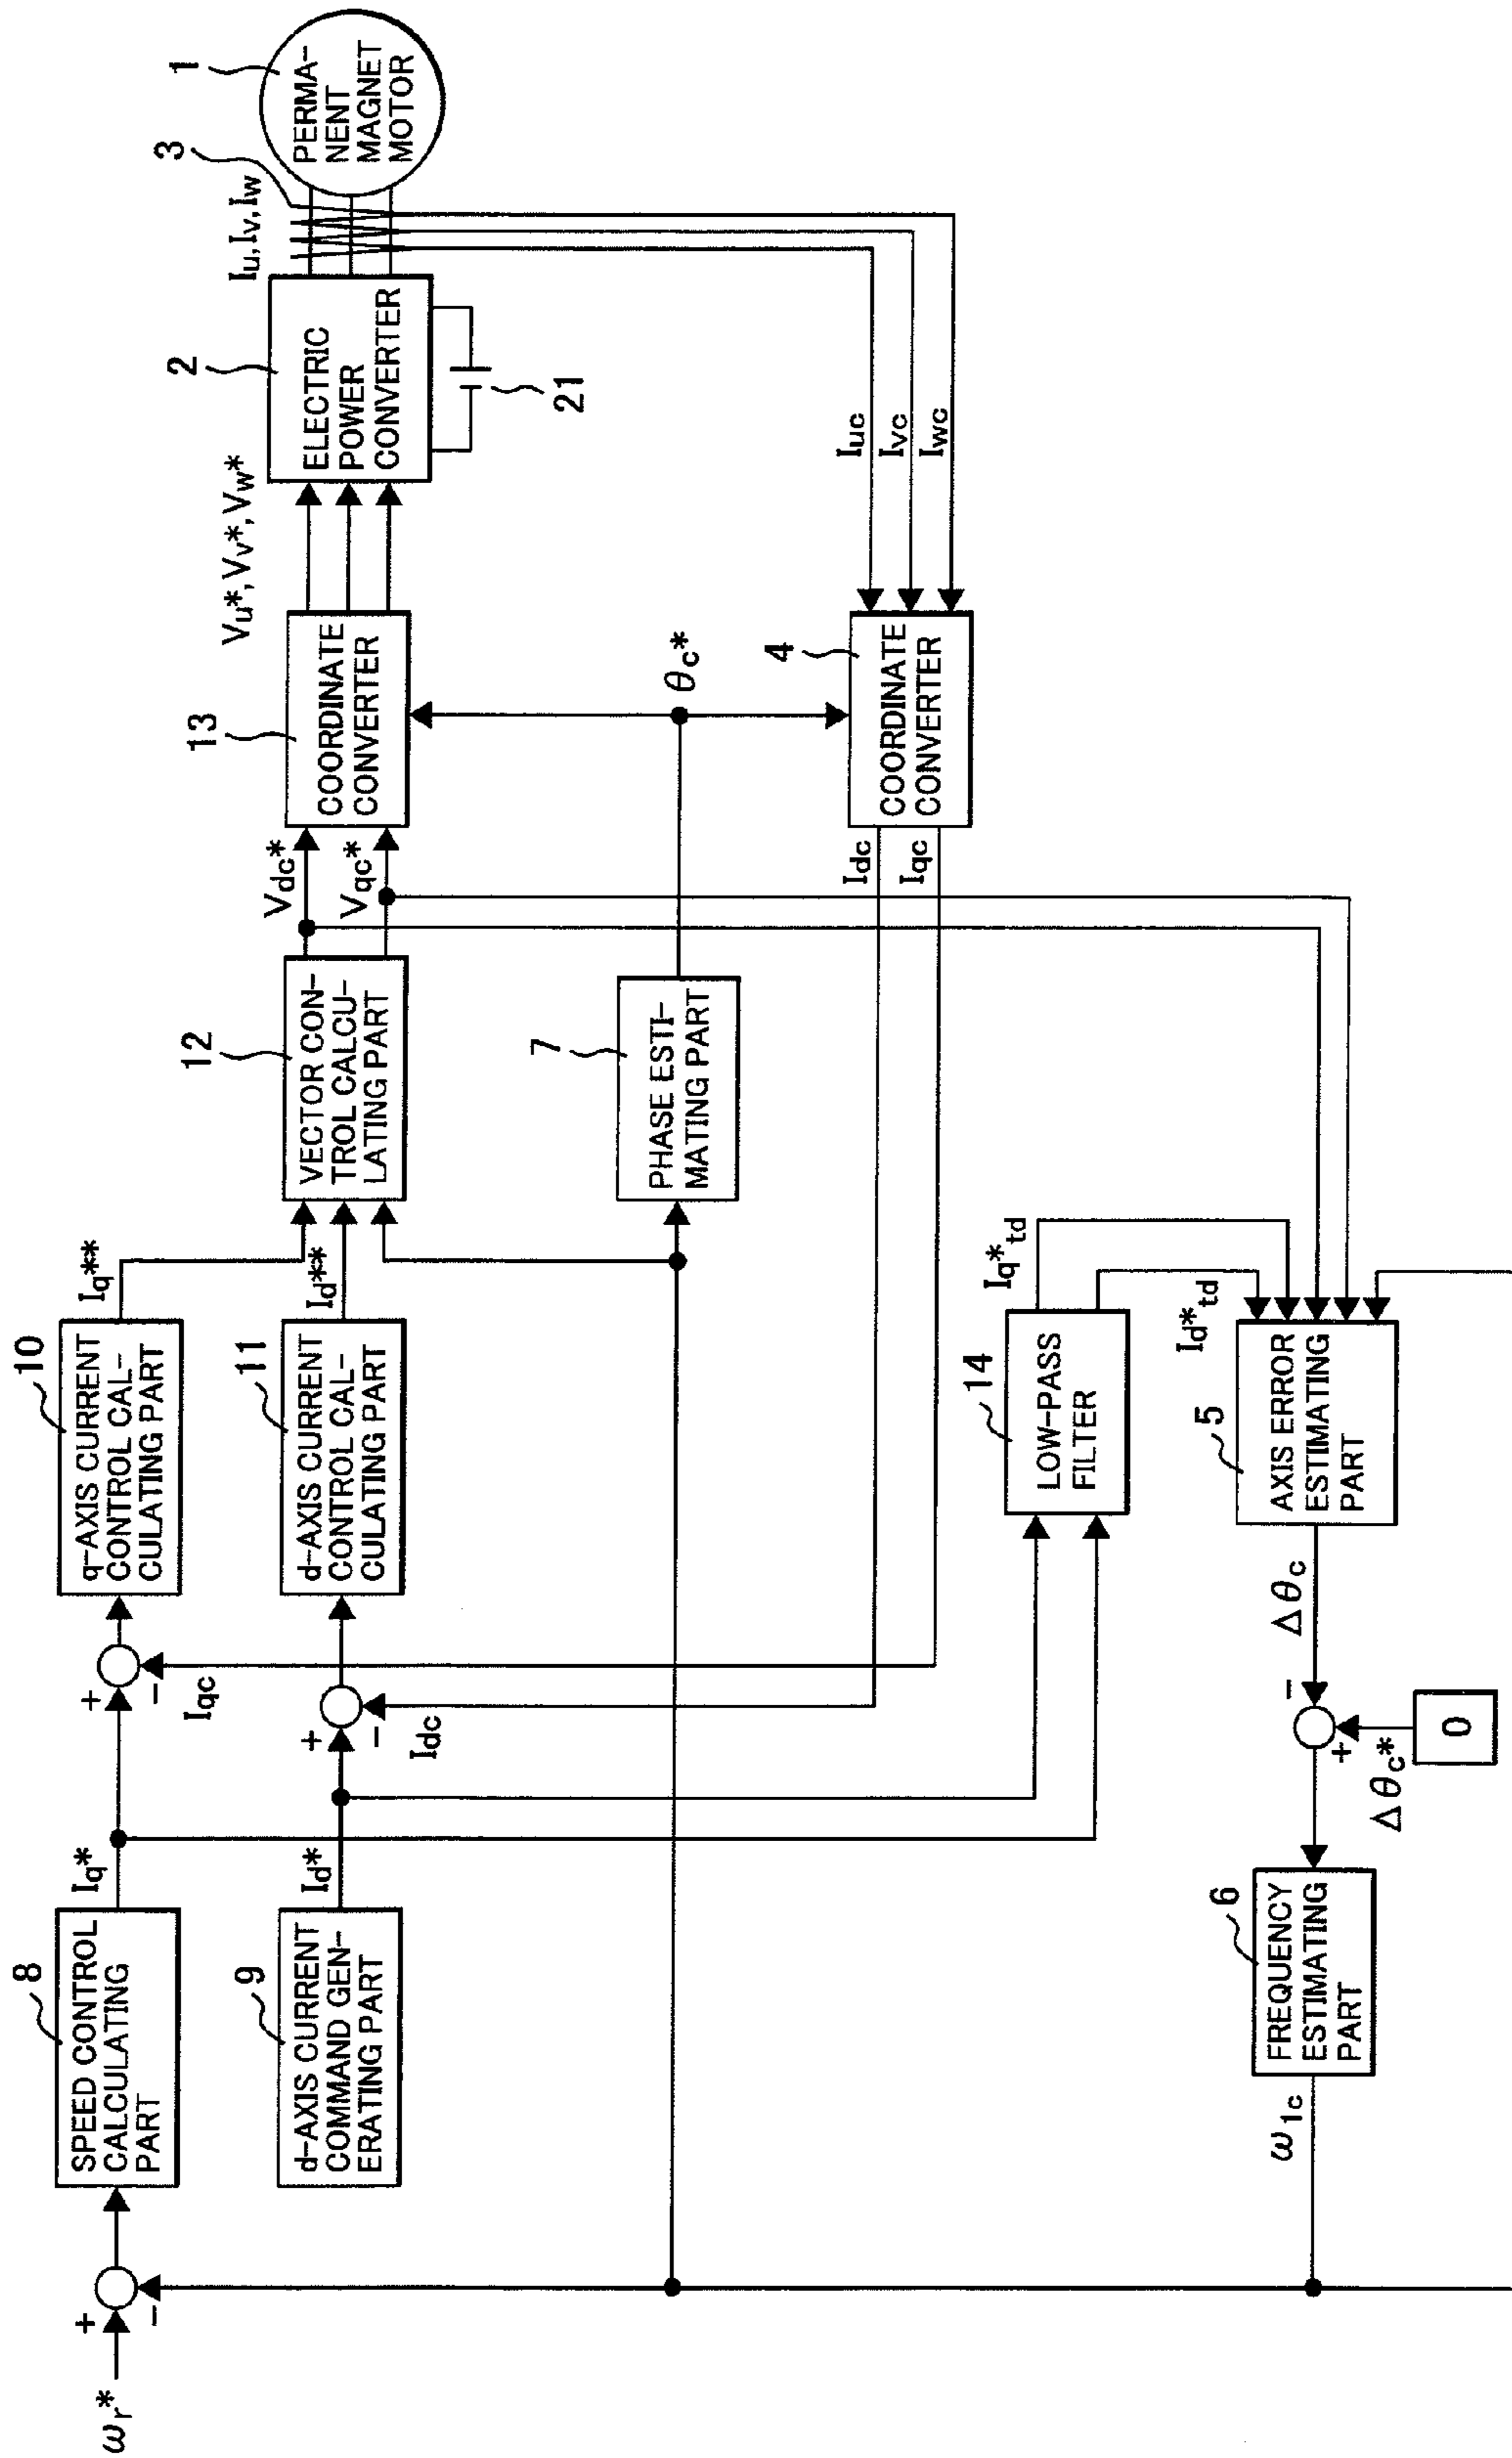 ωr*
+
−
8
SPEED CONTROL
CALCULATING
PART
Iq*
+
−
Iqc
10
q-AXIS CURRENT
CONTROL CAL-
CULATING PART
Iq**
9
d-AXIS CURRENT
COMMAND GEN-
ERATING PART
Id*
+
−
Idc
11
d-AXIS CURRENT
CONTROL CAL-
CULATING PART
Id**
12
VECTOR CON-
TROL CALCU-
LATING PART
Vdc*
Vqc*
13
COORDINATE
CONVERTER
Vu*,Vv*,Vw*
2
ELECTRIC
POWER
CONVERTER
21
Iu,Iv,Iw
3
1
PERMA-
NENT
MAGNET
MOTOR
7
PHASE ESTI-
MATING PART
θc*
4
COORDINATE
CONVERTER
Idc
Iqc
Iuc
Ivc
Iwc
14
LOW-PASS
FILTER
Iq*td
Id*td
5
AXIS ERROR
ESTIMATING
PART
Δθc
−
+
Δθc*
0
6
FREQUENCY
ESTIMATING
PART
ω1c